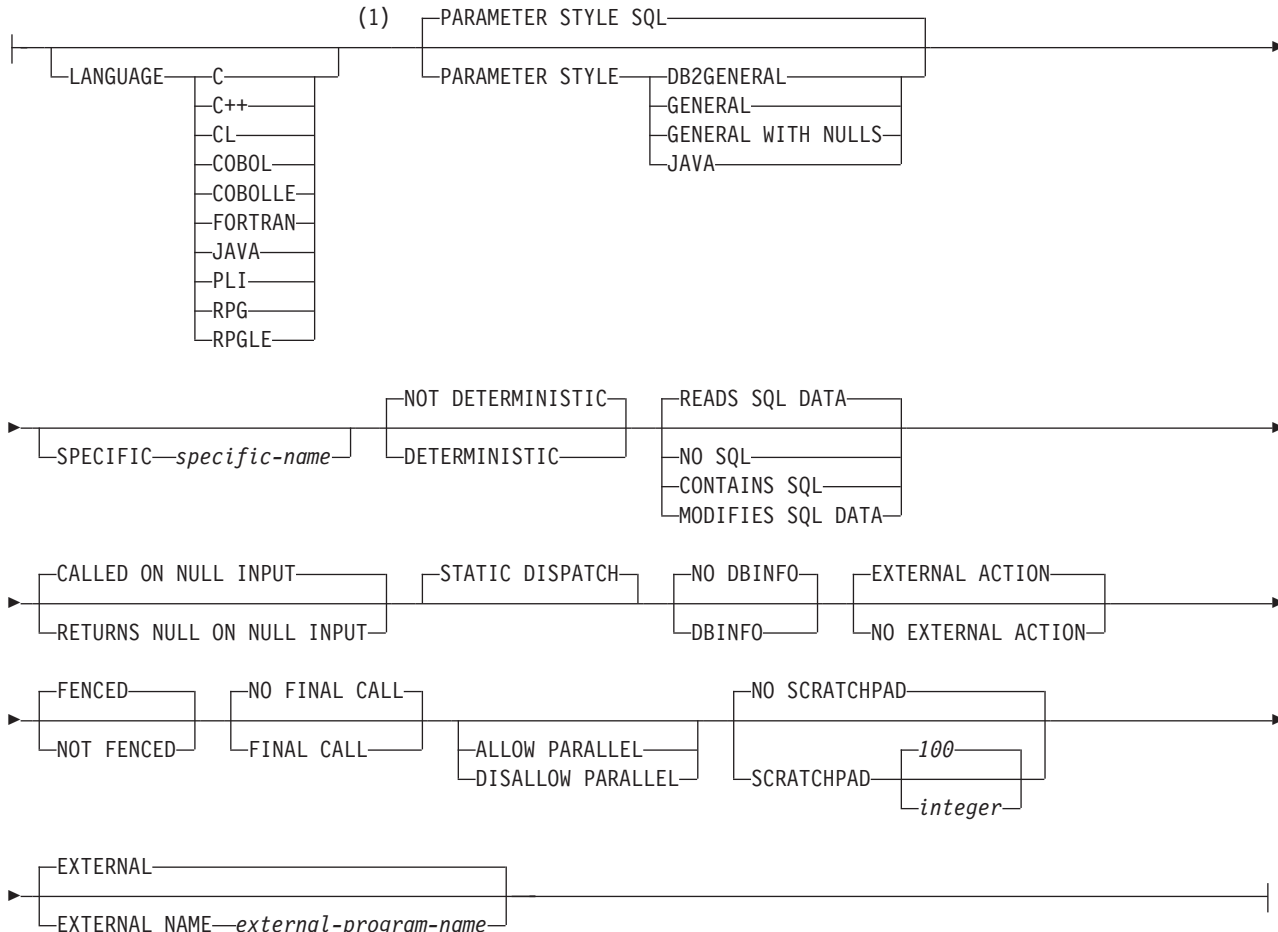 (1) PARAMETER STYLE SQL
LANGUAGE C PARAMETER STYLE DB2GENERAL
C++ GENERAL
CL GENERAL WITH NULLS
COBOL JAVA
COBOLLE
FORTRAN
JAVA
PLI
RPG
RPGLE
NOT DETERMINISTIC READS SQL DATA
SPECIFIC specific-name DETERMINISTIC NO SQL
CONTAINS SQL
MODIFIES SQL DATA
CALLED ON NULL INPUT STATIC DISPATCH NO DBINFO EXTERNAL ACTION
RETURNS NULL ON NULL INPUT DBINFO NO EXTERNAL ACTION
FENCED NO FINAL CALL NO SCRATCHPAD
NOT FENCED FINAL CALL ALLOW PARALLEL 100
DISALLOW PARALLEL SCRATCHPAD
integer
EXTERNAL
EXTERNAL NAME external-program-name